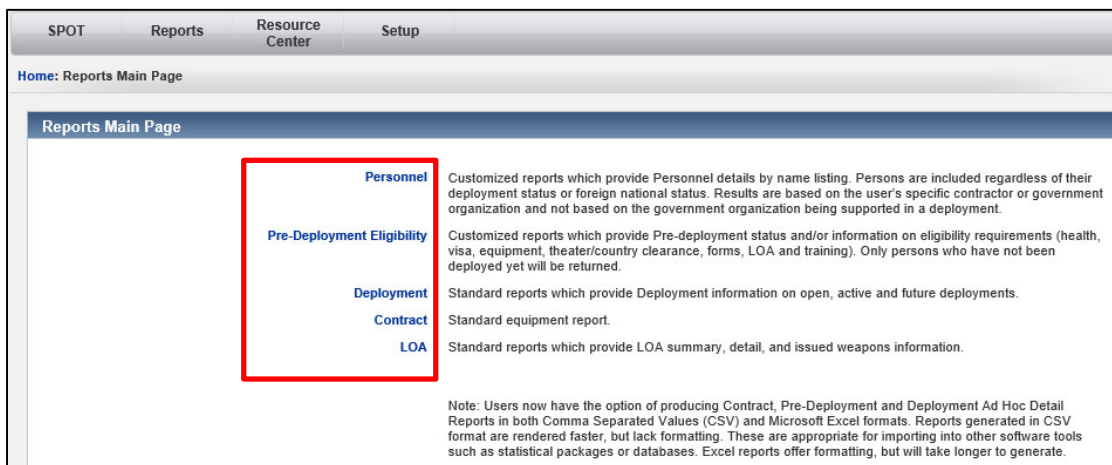 SPOT Reports Resource Center Setup
Home: Reports Main Page
Reports Main Page
Personnel Customized reports which provide Personnel details by name listing. Persons are included regardless of their
deployment status or foreign national status. Results are based on the user's specific contractor or government
organization and not based on the government organization being supported in a deployment.
Pre-Deployment Eligibility Customized reports which provide Pre-deployment status and/or information on eligibility requirements (health,
visa, equipment, theater/country clearance, forms, LOA and training). Only persons who have not been
deployed yet will be returned.
Deployment Standard reports which provide Deployment information on open, active and future deployments.
Contract Standard equipment report.
LOA Standard reports which provide LOA summary, detail, and issued weapons information.
Note: Users now have the option of producing Contract, Pre-Deployment and Deployment Ad Hoc Detail
Reports in both Comma Separated Values (CSV) and Microsoft Excel formats. Reports generated in CSV
format are rendered faster, but lack formatting. These are appropriate for importing into other software tools
such as statistical packages or databases. Excel reports offer formatting, but will take longer to generate.